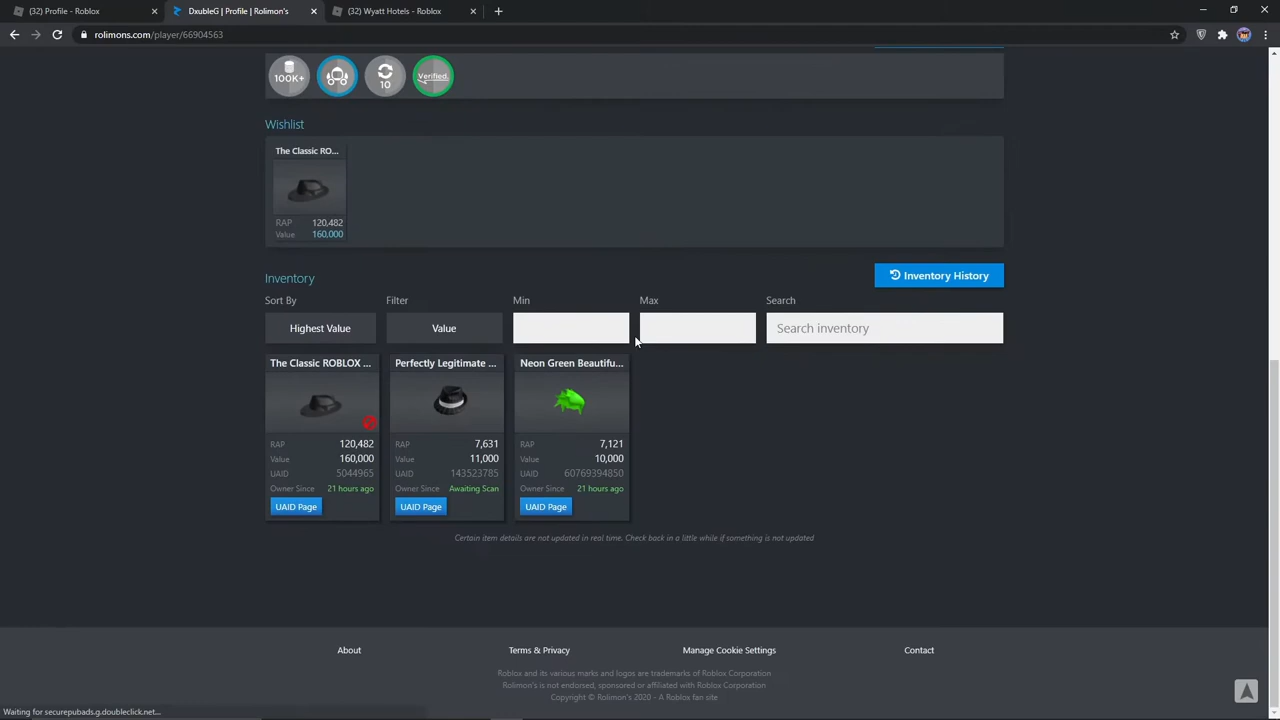 (32) Profile - Roblox
DxubleG | Profile | Rolimon's
(32) Wyatt Hotels - Roblox
rolimons.com/player/66904563
100K+
10
Verified.
Wishlist
The Classic RO...
RAP 120,482
Value 160,000
Inventory
Inventory History
Sort By Filter Min Max Search
Highest Value Value Search inventory
The Classic ROBLOX ... Perfectly Legitimate ... Neon Green Beautifu...
RAP 120,482 RAP 7,631 RAP 7,121
Value 160,000 Value 11,000 Value 10,000
UAID 5044965 UAID 143523785 UAID 60769394850
Owner Since 21 hours ago Owner Since Awaiting Scan Owner Since 21 hours ago
UAID Page UAID Page UAID Page
Certain item details are not updated in real time. Check back in a little while if something is not updated
About Terms & Privacy Manage Cookie Settings Contact
Roblox and its various marks and logos are trademarks of Roblox Corporation
Rolimon's is not endorsed, sponsored or affiliated with Roblox Corporation
Copyright © Rolimon's 2020 - A Roblox fan site
Waiting for securepubads.g.doubleclick.net...